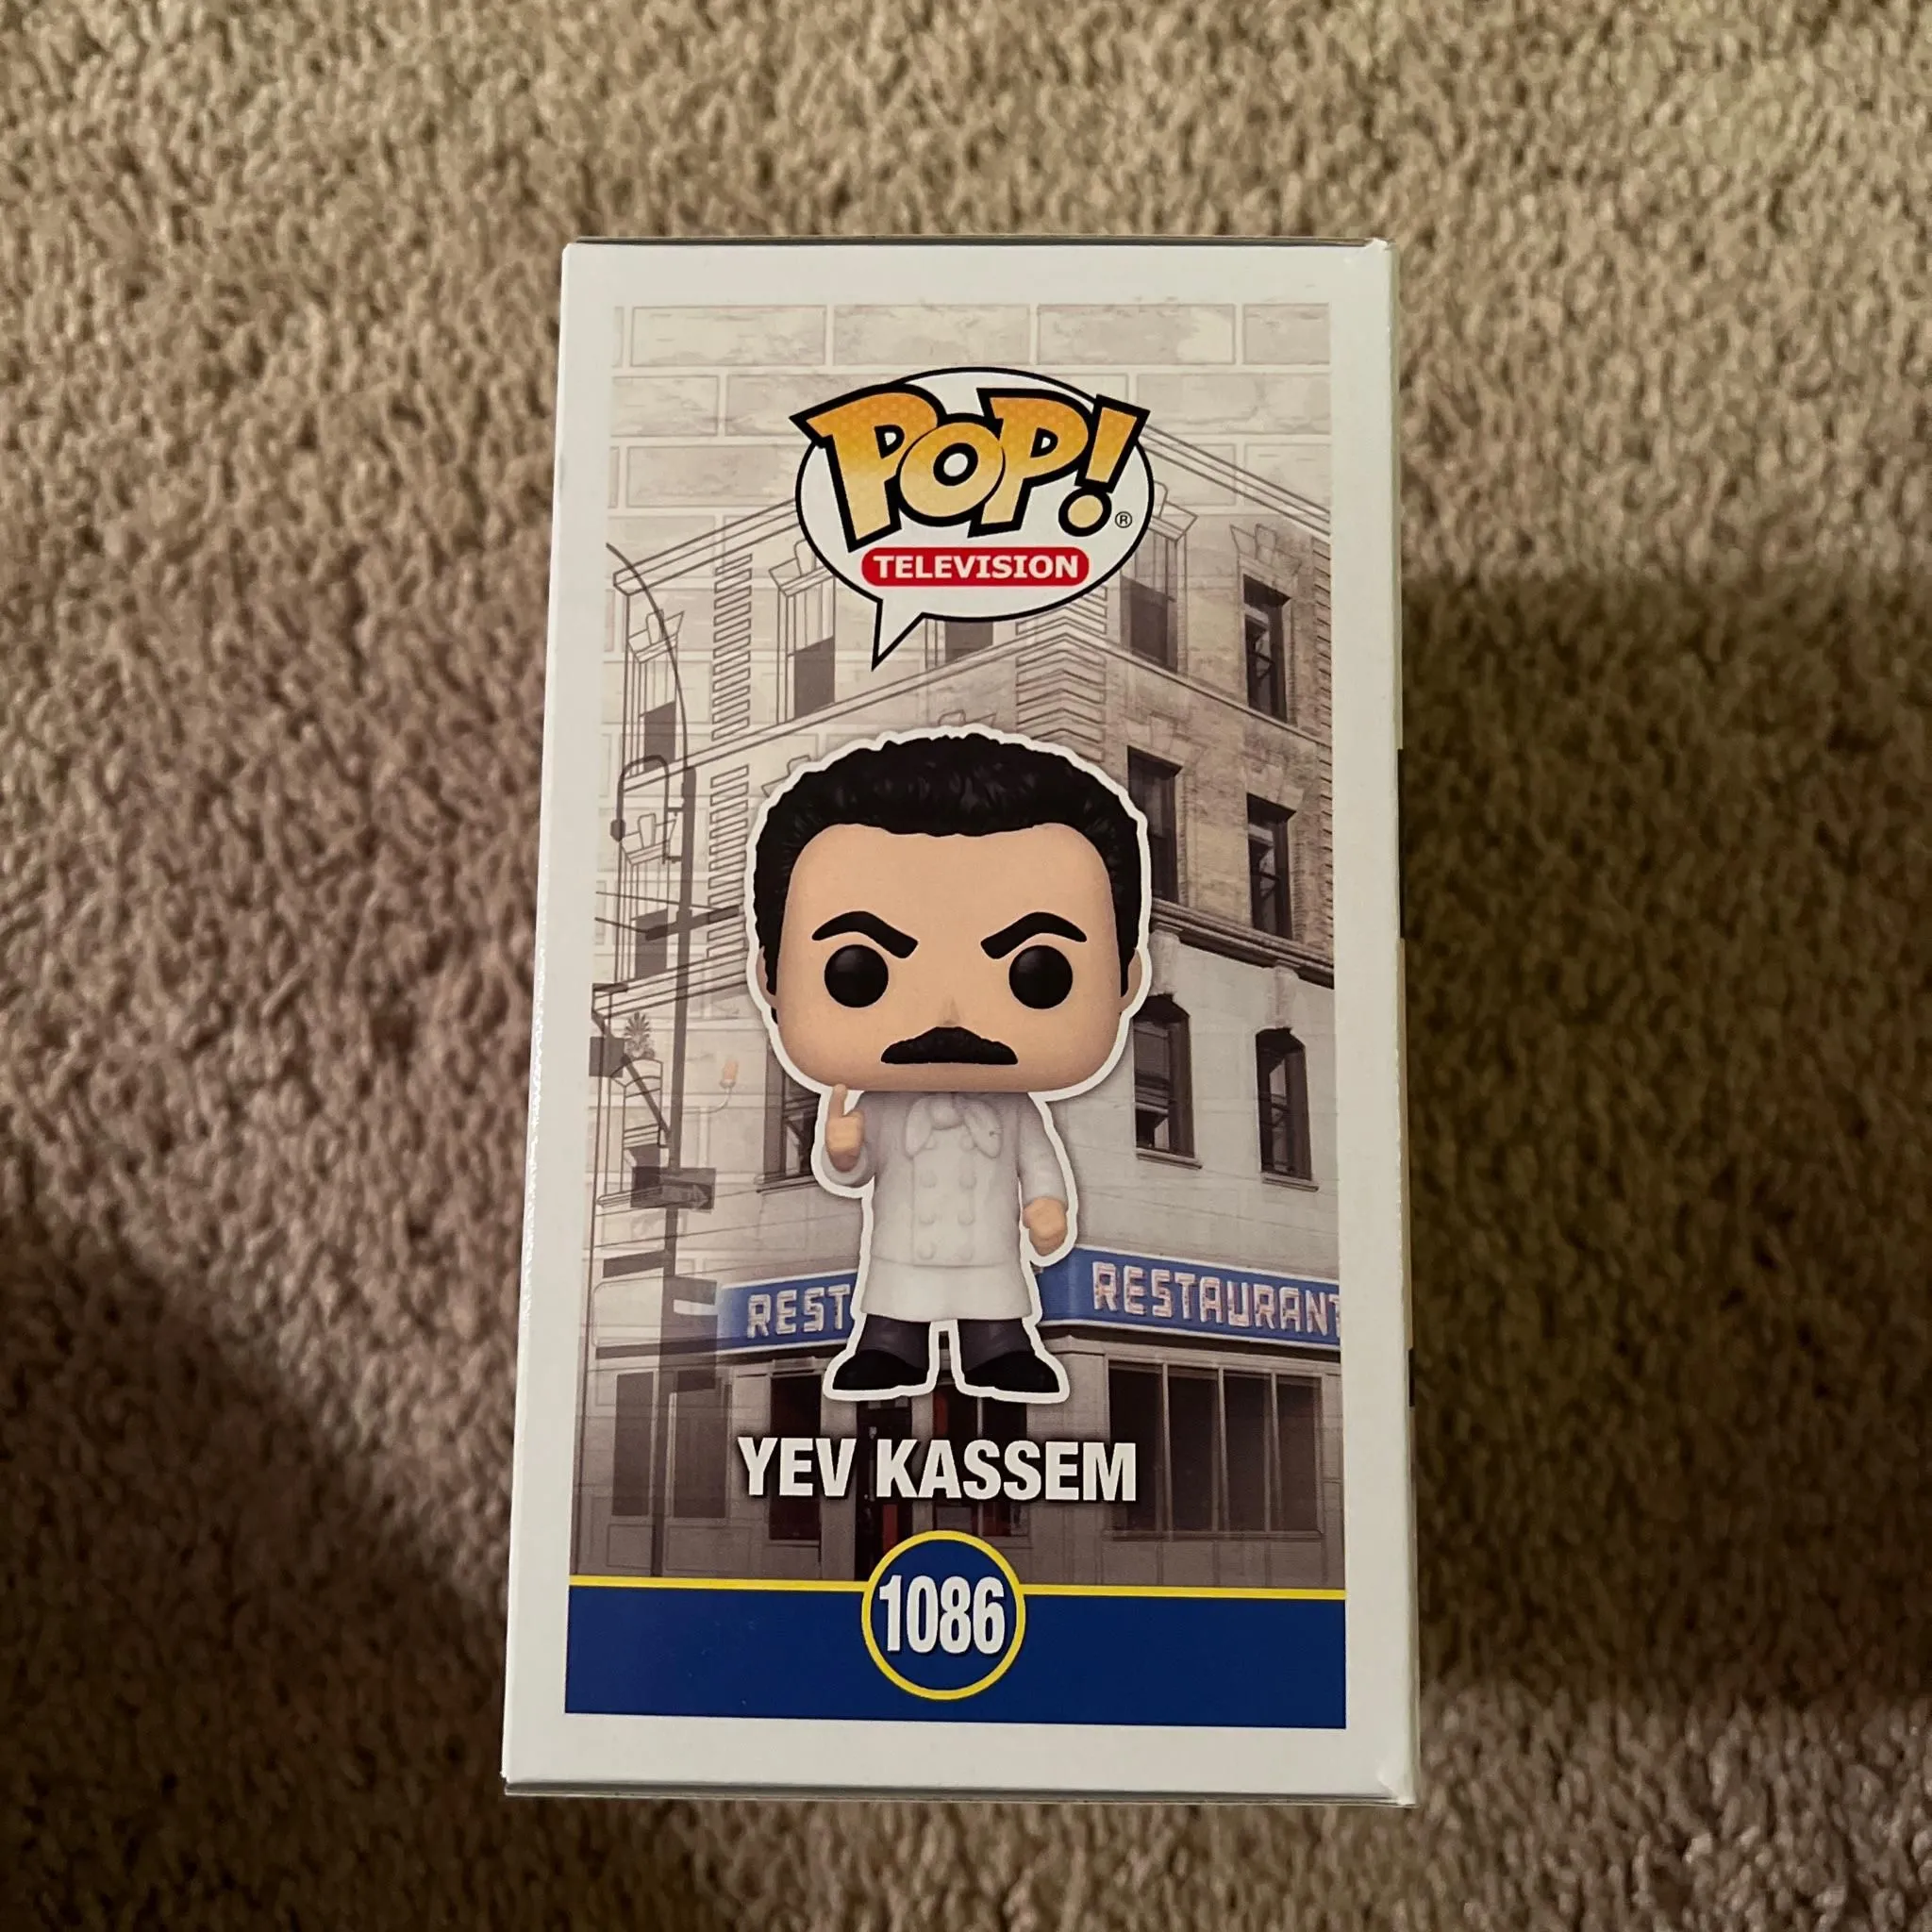 POP! ®
TELEVISION
REST
RESTAURANT
YEV KASSEM
1086